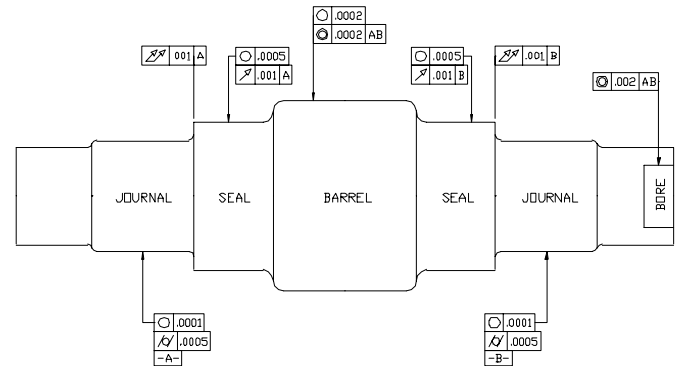 .0002
.0002 AB
001 A
.0005
.001 A
.0005
.001 B
.001 B
.002 AB
JOURNAL
SEAL
BARREL
SEAL
JOURNAL
BORE
.0001
.0005
-A-
.0001
.0005
-B-